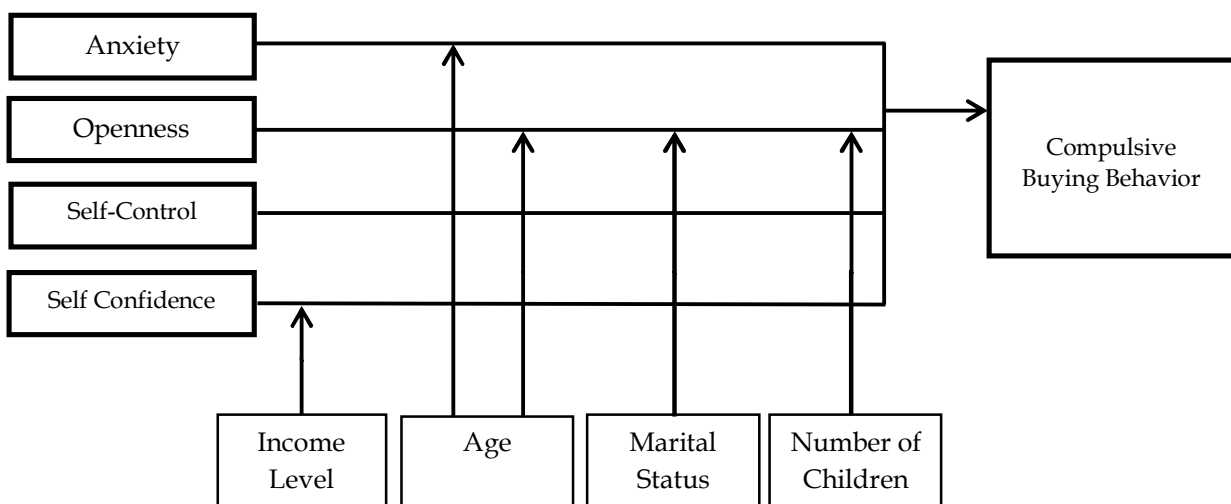 Anxiety
Openness
Self-Control
Self Confidence
Compulsive
Buying Behavior
Income
Level
Age
Marital
Status
Number of
Children